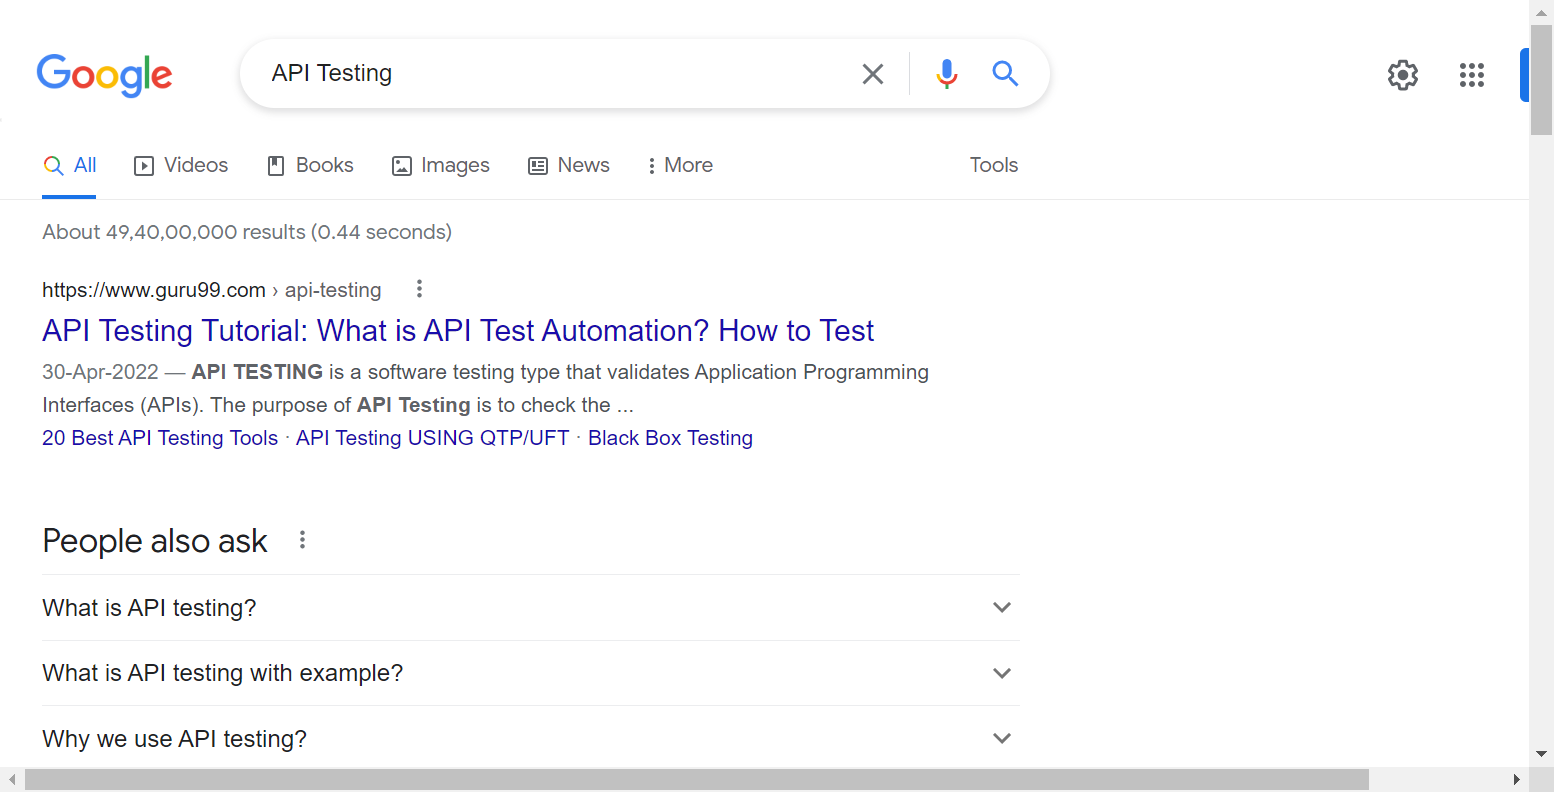 Google
API Testing
All Videos Books Images News More Tools
About 49,40,00,000 results (0.44 seconds)
https://www.guru99.com › api-testing
API Testing Tutorial: What is API Test Automation? How to Test
30-Apr-2022 — API TESTING is a software testing type that validates Application Programming
Interfaces (APIs). The purpose of API Testing is to check the ...
20 Best API Testing Tools · API Testing USING QTP/UFT · Black Box Testing
People also ask
What is API testing?
What is API testing with example?
Why we use API testing?